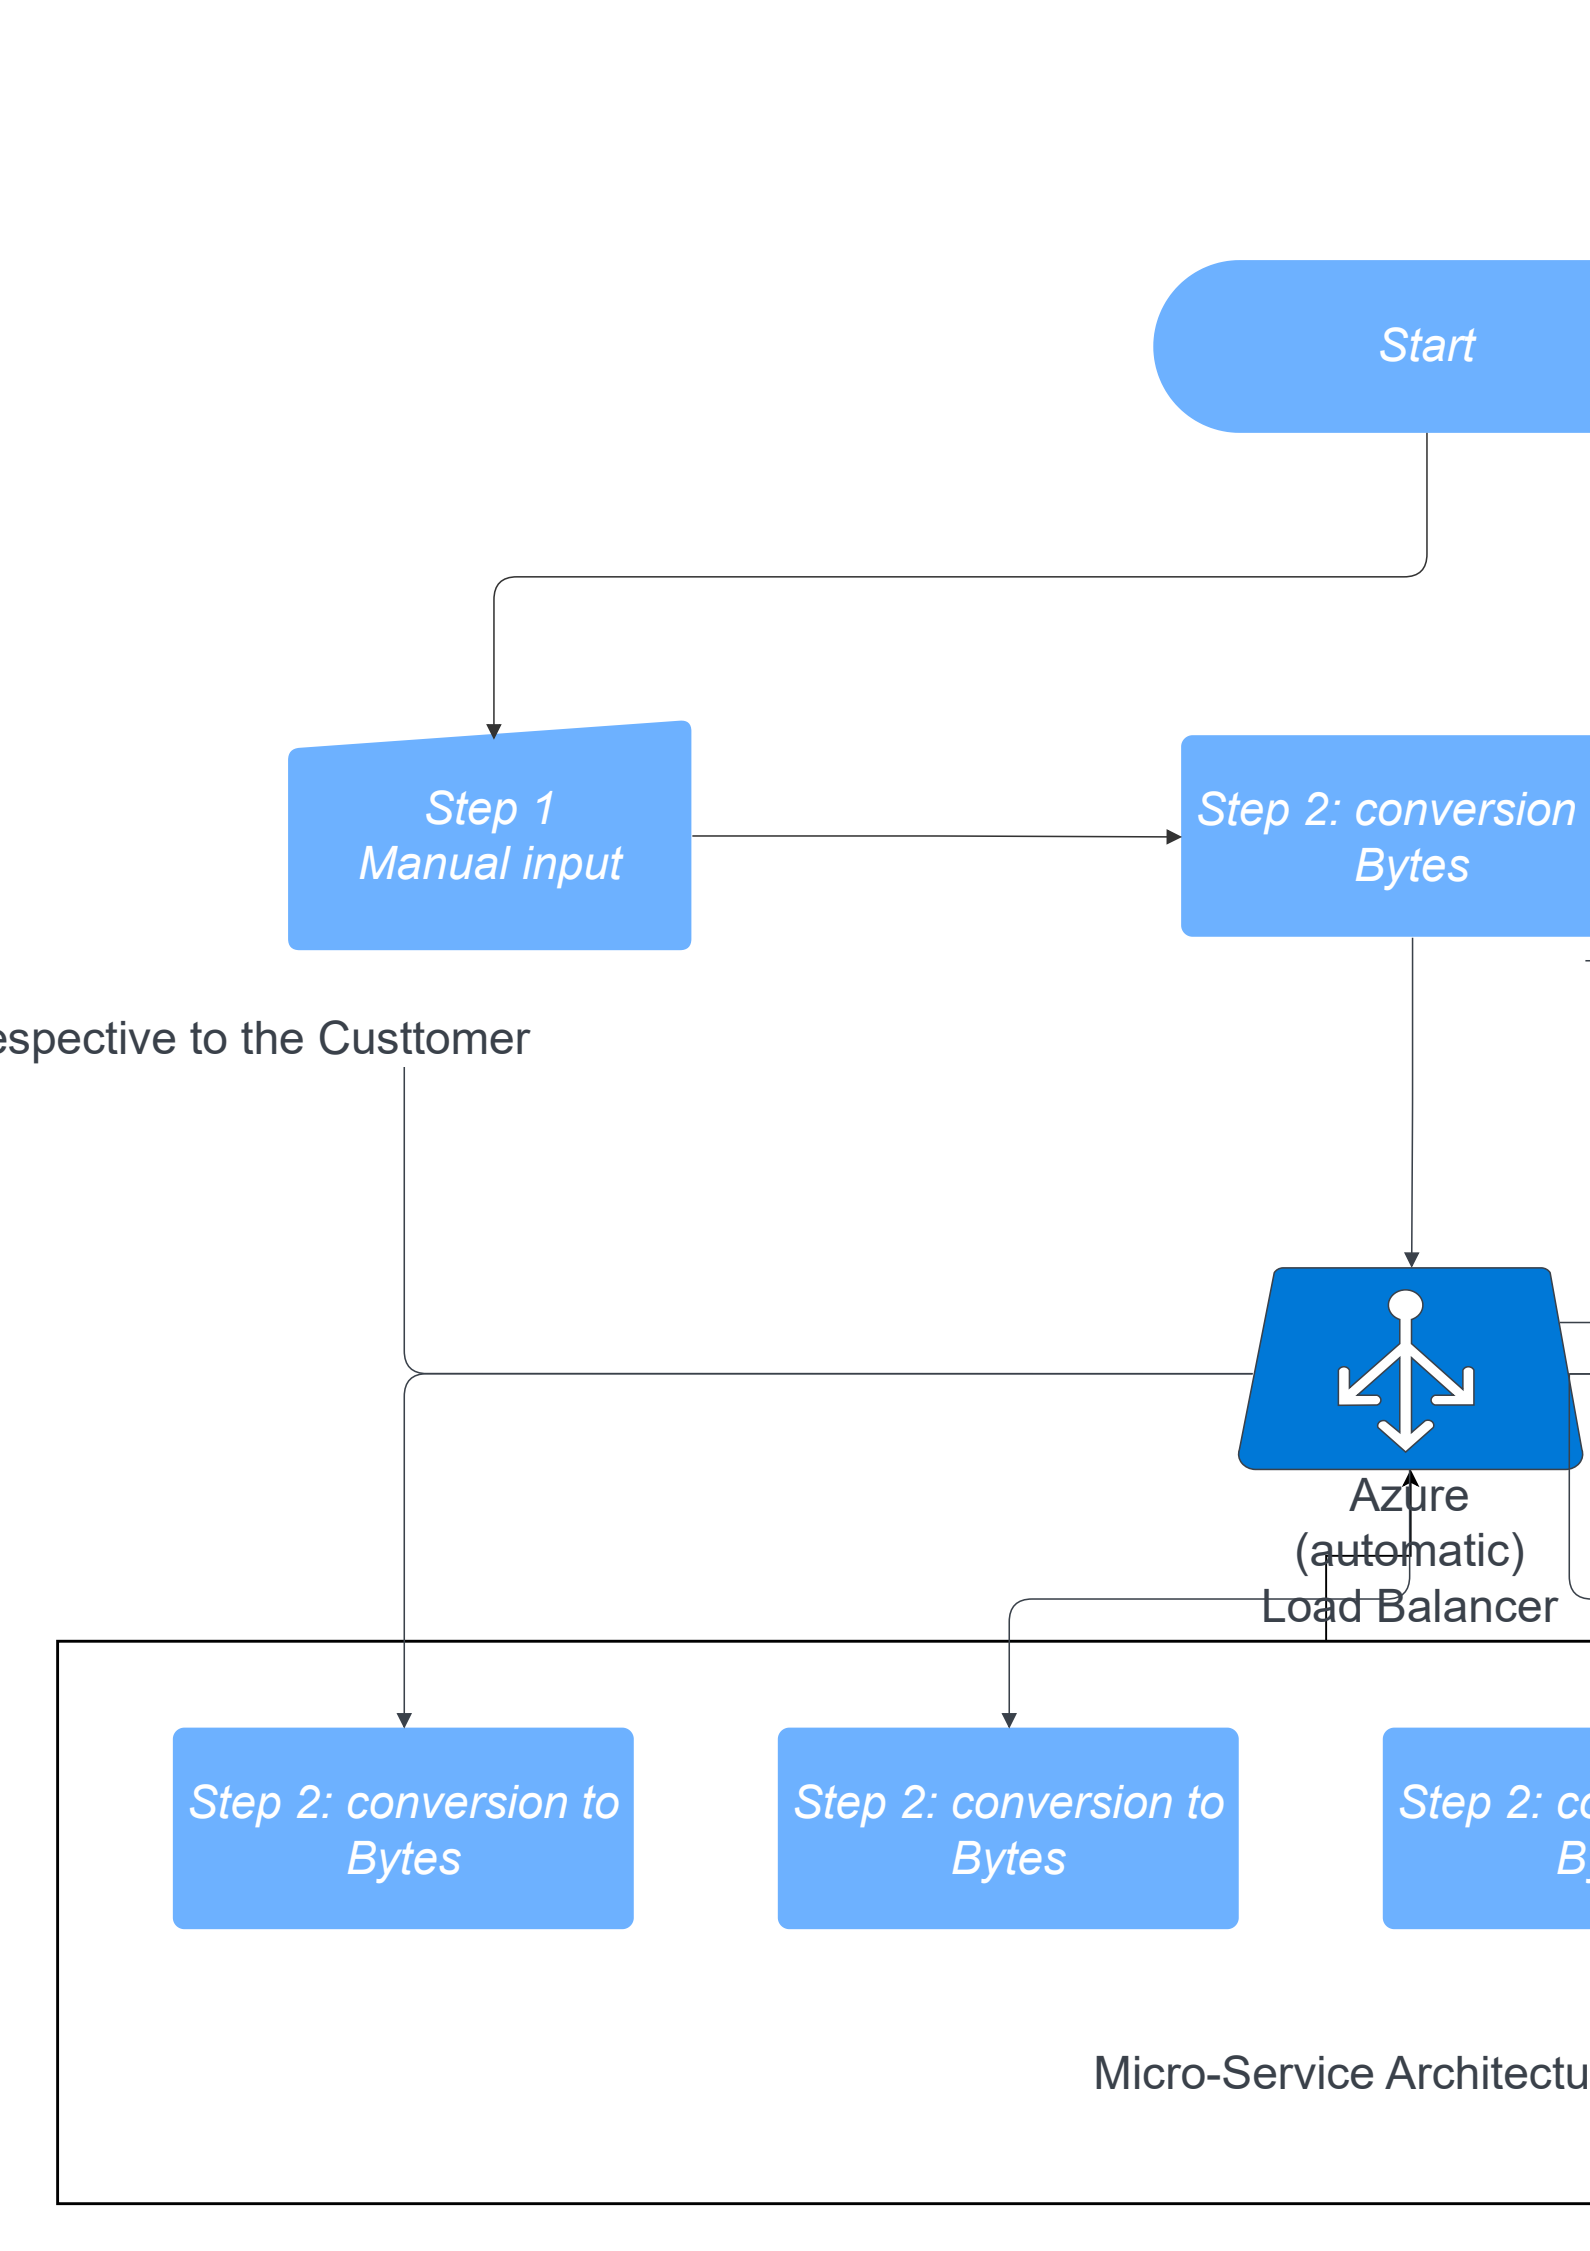 Start
Step 1
Manual input
Step 2: conversion
Bytes
espective to the Custtomer
Azure
(automatic)
Load Balancer
Step 2: conversion to
Bytes
Step 2: conversion to
Bytes
Step 2:
Micro-Service Architectu